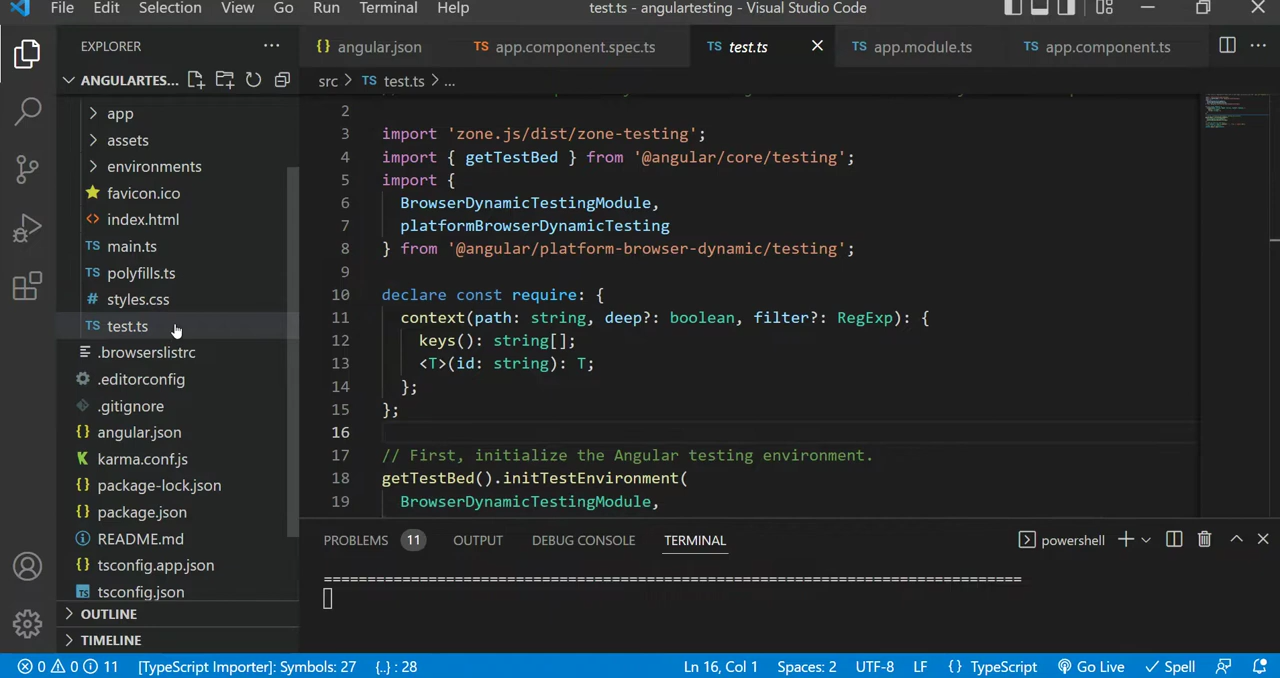 File Edit Selection View Go Run Terminal Help test.ts - angulartesting - Visual Studio Code
EXPLORER
ANGULARTES...
app
assets
environments
favicon.ico
index.html
main.ts
polyfills.ts
styles.css
test.ts
.browserslistrc
.editorconfig
.gitignore
angular.json
karma.conf.js
package-lock.json
package.json
README.md
tsconfig.app.json
tsconfig.json
OUTLINE
TIMELINE
angular.json TS app.component.spec.ts TS test.ts TS app.module.ts TS app.component.ts
src > TS test.ts > ...
2
3 import 'zone.js/dist/zone-testing';
4 import { getTestBed } from '@angular/core/testing';
5 import {
6 BrowserDynamicTestingModule,
7 platformBrowserDynamicTesting
8 } from '@angular/platform-browser-dynamic/testing';
9
10 declare const require: {
11 context(path: string, deep?: boolean, filter?: RegExp): {
12 keys(): string[];
13 <T>(id: string): T;
14 };
15 };
16
17 // First, initialize the Angular testing environment.
18 getTestBed().initTestEnvironment(
19 BrowserDynamicTestingModule,
PROBLEMS 11 OUTPUT DEBUG CONSOLE TERMINAL powershell
================================================================================
0 0 11 [TypeScript Importer]: Symbols: 27 {..} : 28 Ln 16, Col 1 Spaces: 2 UTF-8 LF {} TypeScript Go Live Spell